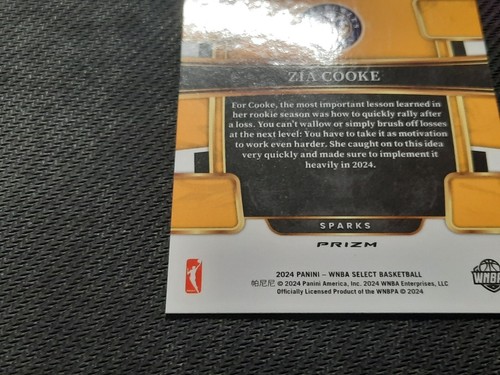 ZIA COOKE
For Cooke, the most important lesson learned in
her rookie season was how to quickly rally after
a loss. You can't wallow or simply brush off losses
at the next level: You have to take it as motivation
to work even harder. She caught on to this idea
very quickly and made sure to implement it
heavily in 2024.
SPARKS
PRIZM
2024 PANINI – WNBA SELECT BASKETBALL
帕尼尼 © 2024 Panini America, Inc. 2024 WNBA Enterprises, LLC
Officially Licensed Product of the WNBPA © 2024
WNBA